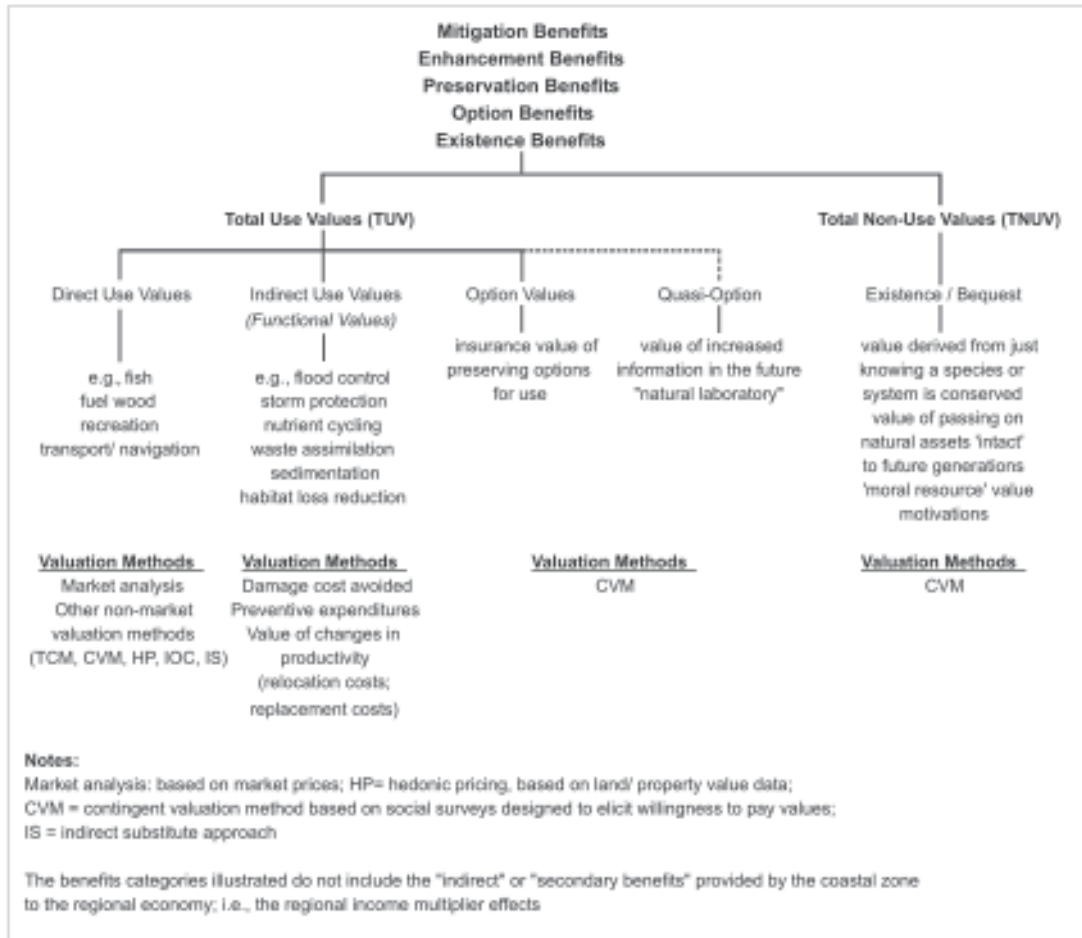 Mitigation Benefits
Enhancement Benefits
Preservation Benefits
Option Benefits
Existence Benefits
Total Use Values (TUV)
Total Non-Use Values (TNUV)
Direct Use Values
Indirect Use Values
(Functional Values)
Option Values
Quasi-Option
Existence / Bequest
e.g., fish
fuel wood
recreation
transport/ navigation
e.g., flood control
storm protection
nutrient cycling
waste assimilation
sedimentation
habitat loss reduction
insurance value of
preserving options
for use
value of increased
information in the future
"natural laboratory"
value derived from just
knowing a species or
system is conserved
value of passing on
natural assets 'intact'
to future generations
'moral resource' value
motivations
Valuation Methods
Market analysis
Other non-market
valuation methods
(TCM, CVM, HP, IOC, IS)
Valuation Methods
Damage cost avoided
Preventive expenditures
Value of changes in
productivity
(relocation costs;
replacement costs)
Valuation Methods
CVM
Valuation Methods
CVM
Notes:
Market analysis: based on market prices; HP= hedonic pricing, based on land/ property value data;
CVM = contingent valuation method based on social surveys designed to elicit willingness to pay values;
IS = indirect substitute approach
The benefits categories illustrated do not include the "indirect" or "secondary benefits" provided by the coastal zone
to the regional economy; i.e., the regional income multiplier effects